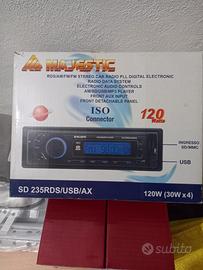 MAJESTIC
RDS/AM/FM/FM STEREO CAR RADIO PLL DIGITAL ELECTRONIC
RADIO DATA SYSTEM
ELECTRONIC AUDIO CONTROLS
AM/SD/USB/MP3 PLAYER
FRONT AUX INPUT
FRONT DETACHABLE PANEL
ISO
Connector
120
Watts
INGRESSO
SD/MMC
USB
SD 235RDS/USB/AX
120W (30W x 4)
subito